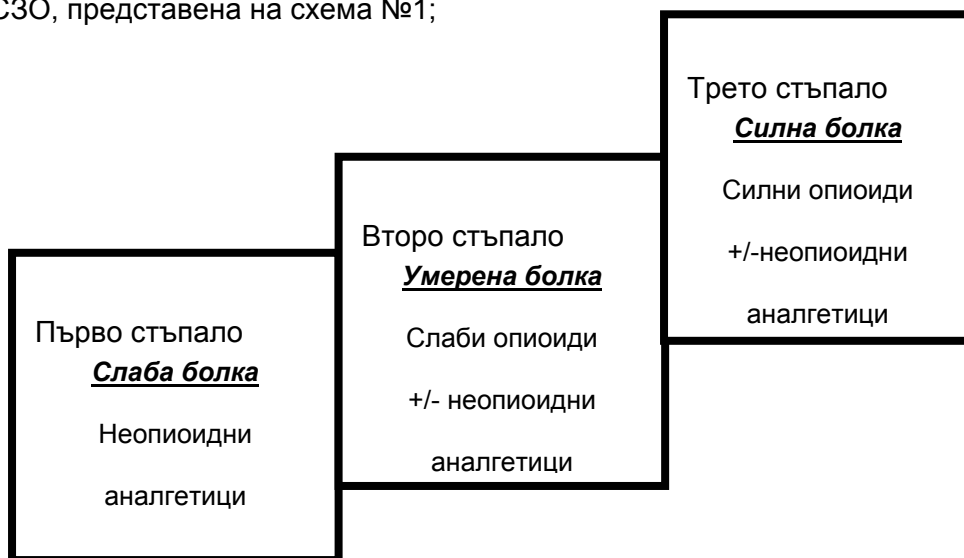 СЗО, представена на схема №1;
Първо стъпало
Слаба болка
Неопиоидни
аналгетици
Второ стъпало
Умерена болка
Слаби опиоиди
+/- неопиоидни
аналгетици
Трето стъпало
Силна болка
Силни опиоиди
+/-неопиоидни
аналгетици